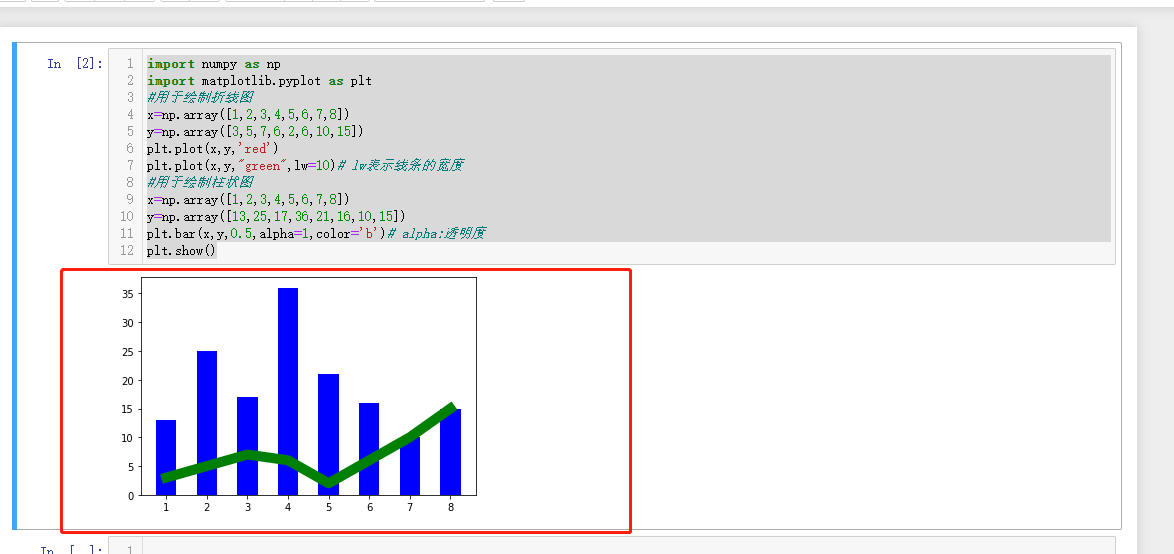 In [2]:
1 import numpy as np
2 import matplotlib.pyplot as plt
3 #用于绘制折线图
4 x=np.array([1,2,3,4,5,6,7,8])
5 y=np.array([3,5,7,6,2,6,10,15])
6 plt.plot(x,y,'red')
7 plt.plot(x,y,"green",lw=10)# lw表示线条的宽度
8 #用于绘制柱状图
9 x=np.array([1,2,3,4,5,6,7,8])
10 y=np.array([13,25,17,36,21,16,10,15])
11 plt.bar(x,y,0.5,alpha=1,color='b')# alpha:透明度
12 plt.show()
35
30
25
20
15
10
5
0
1 2 3 4 5 6 7 8
In [ ]:
1